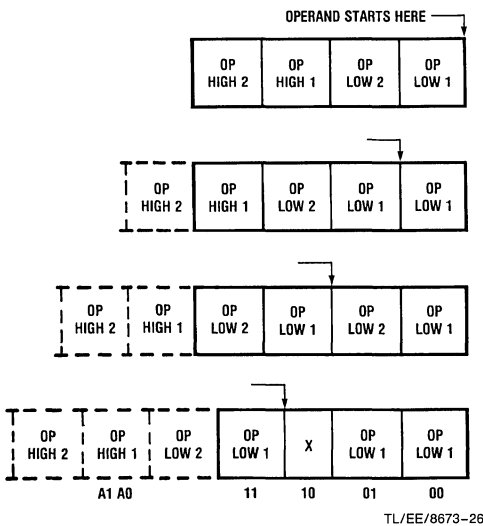 OPERAND STARTS HERE
OP HIGH 2 OP HIGH 1 OP LOW 2 OP LOW 1
OP HIGH 2 OP HIGH 1 OP LOW 2 OP LOW 1 OP LOW 1
OP HIGH 2 OP HIGH 1 OP LOW 2 OP LOW 1 OP LOW 2 OP LOW 1
OP HIGH 2 OP HIGH 1 OP LOW 2 OP LOW 1 X OP LOW 1 OP LOW 1
A1 A0 11 10 01 00
TL/EE/8673-26